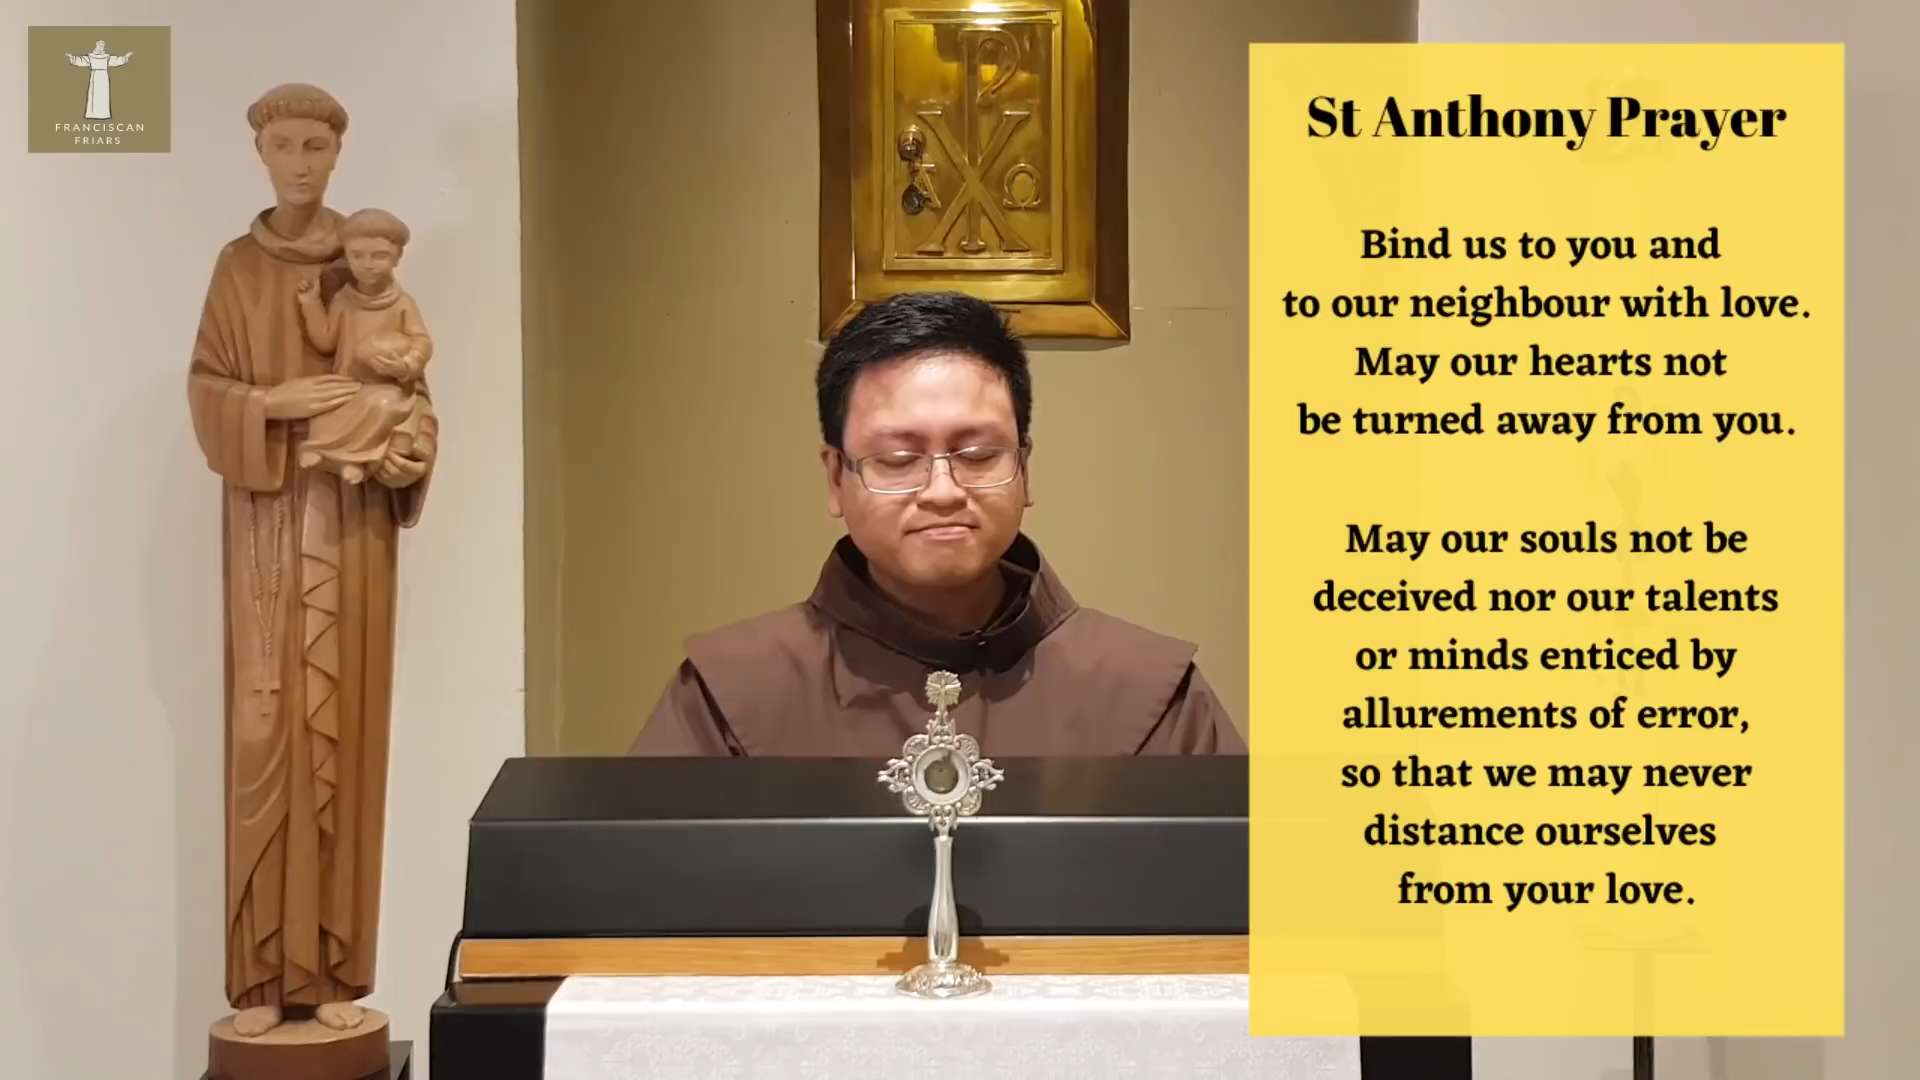 FRANCISCAN
FRIARS
St Anthony Prayer
Bind us to you and
to our neighbour with love.
May our hearts not
be turned away from you.
May our souls not be
deceived nor our talents
or minds enticed by
allurements of error,
so that we may never
distance ourselves
from your love.
Α Ω